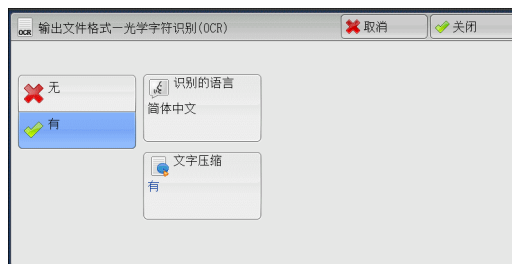 OCR 输出文件格式—光学字符识别(OCR)
取消
关闭
无
有
识别的语言
简体中文
文字压缩
有